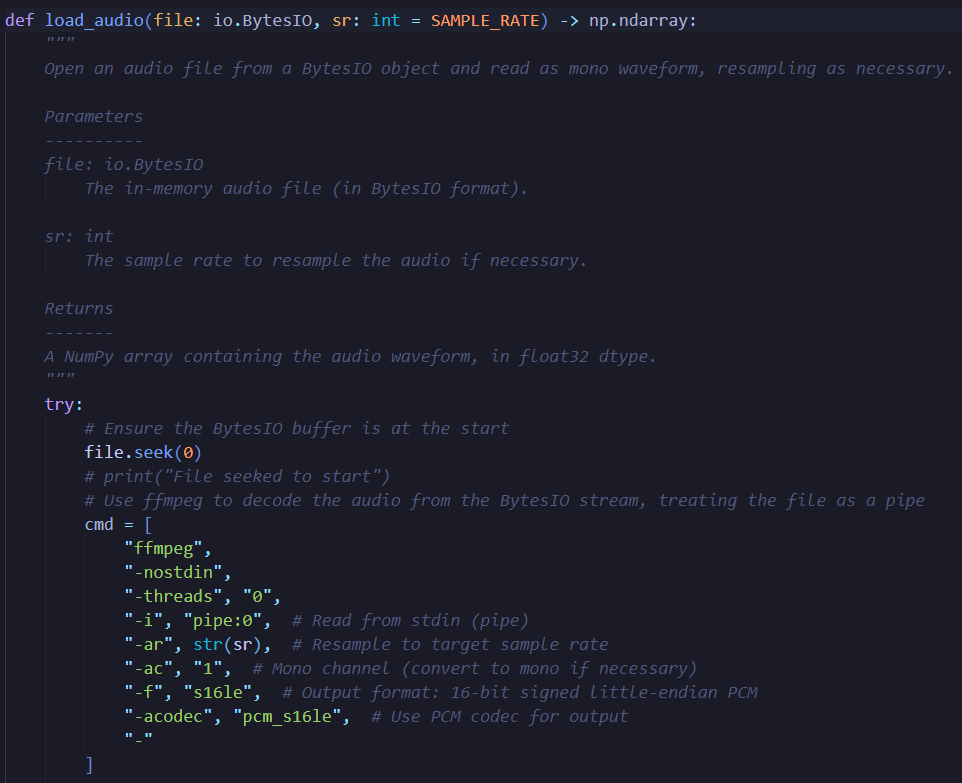 def load_audio(file: io.BytesIO, sr: int = SAMPLE_RATE) -> np.ndarray:
    """
    Open an audio file from a BytesIO object and read as mono waveform, resampling as necessary.

    Parameters
    ----------
    file: io.BytesIO
        The in-memory audio file (in BytesIO format).

    sr: int
        The sample rate to resample the audio if necessary.

    Returns
    -------
    A NumPy array containing the audio waveform, in float32 dtype.
    """
    try:
        # Ensure the BytesIO buffer is at the start
        file.seek(0)
        # print("File seeked to start")
        # Use ffmpeg to decode the audio from the BytesIO stream, treating the file as a pipe
        cmd = [
            "ffmpeg",
            "-nostdin",
            "-threads", "0",
            "-i", "pipe:0",  # Read from stdin (pipe)
            "-ar", str(sr),  # Resample to target sample rate
            "-ac", "1",  # Mono channel (convert to mono if necessary)
            "-f", "s16le",  # Output format: 16-bit signed little-endian PCM
            "-acodec", "pcm_s16le",  # Use PCM codec for output
            "-"
        ]